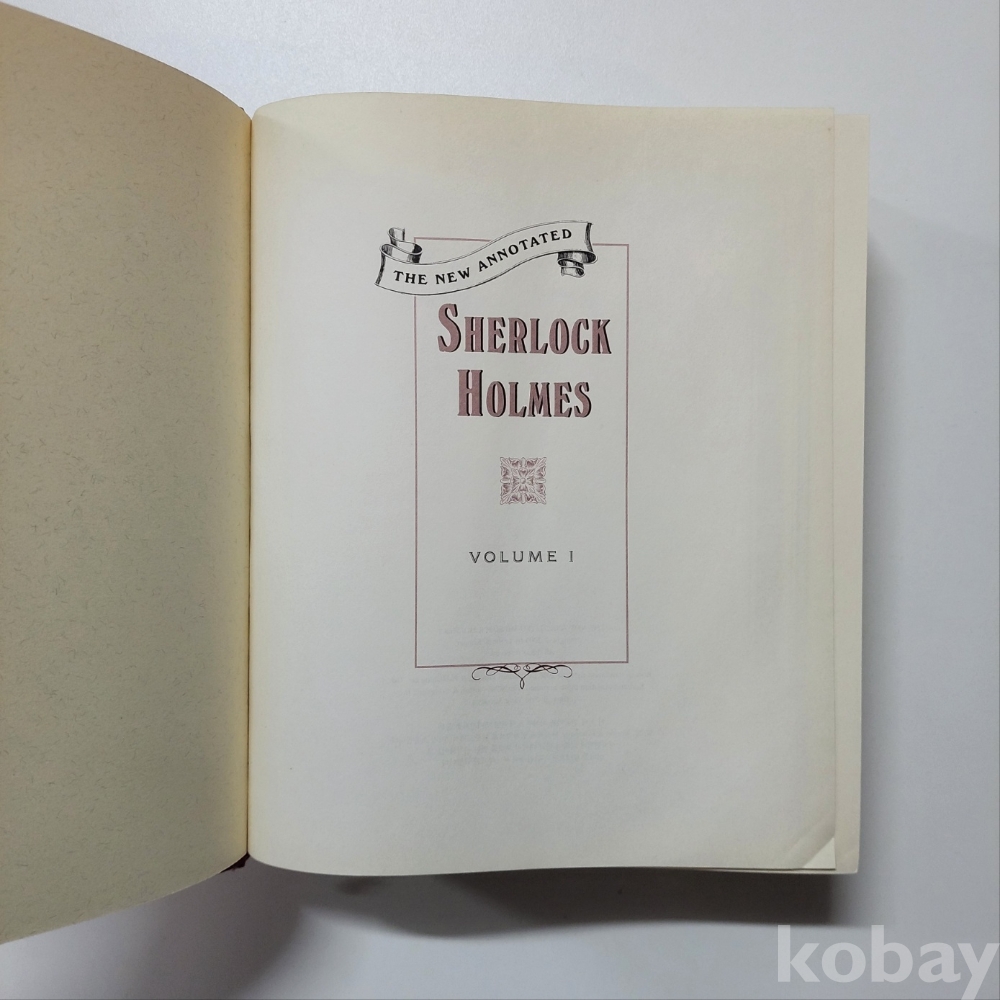 THE NEW ANNOTATED
SHERLOCK
HOLMES
VOLUME I
kobay